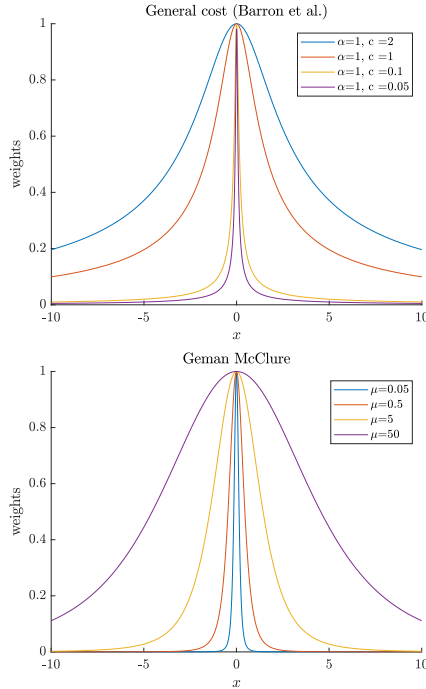 General cost (Barron et al.)
α=1, c =2
α=1, c =1
α=1, c =0.1
α=1, c =0.05
weights
1
0.8
0.6
0.4
0.2
0
-10
-5
0
5
10
x
Geman McClure
μ=0.05
μ=0.5
μ=5
μ=50
weights
1
0.8
0.6
0.4
0.2
0
-10
-5
0
5
10
x